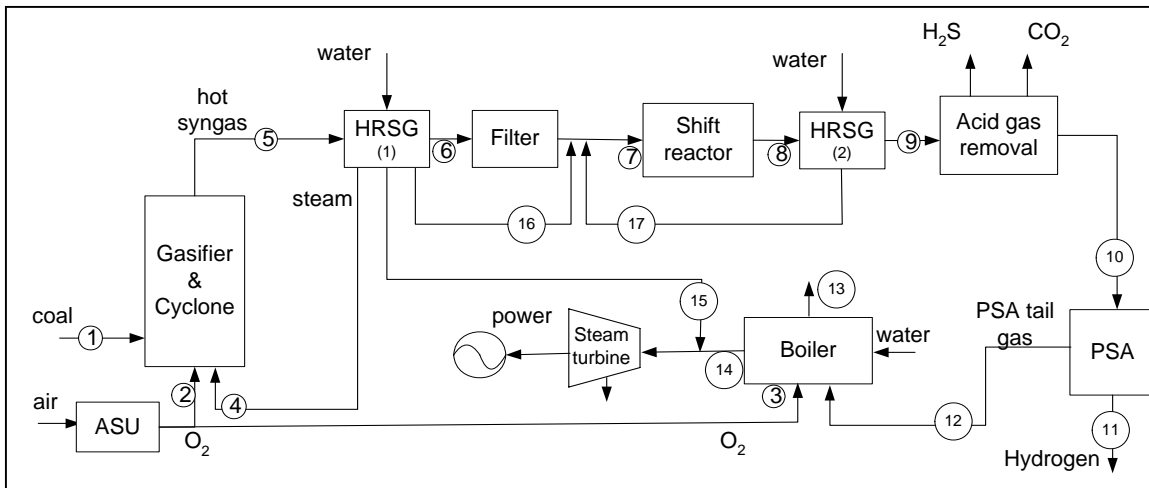 H₂S
CO₂
water
water
hot
syngas
5
HRSG
(1)
6
Filter
7
Shift
reactor
8
HRSG
(2)
9
Acid gas
removal
steam
16
17
Gasifier
&
Cyclone
10
coal
1
15
13
power
Steam
turbine
14
Boiler
water
PSA tail
gas
PSA
air
2
4
3
ASU
O₂
O₂
12
11
Hydrogen